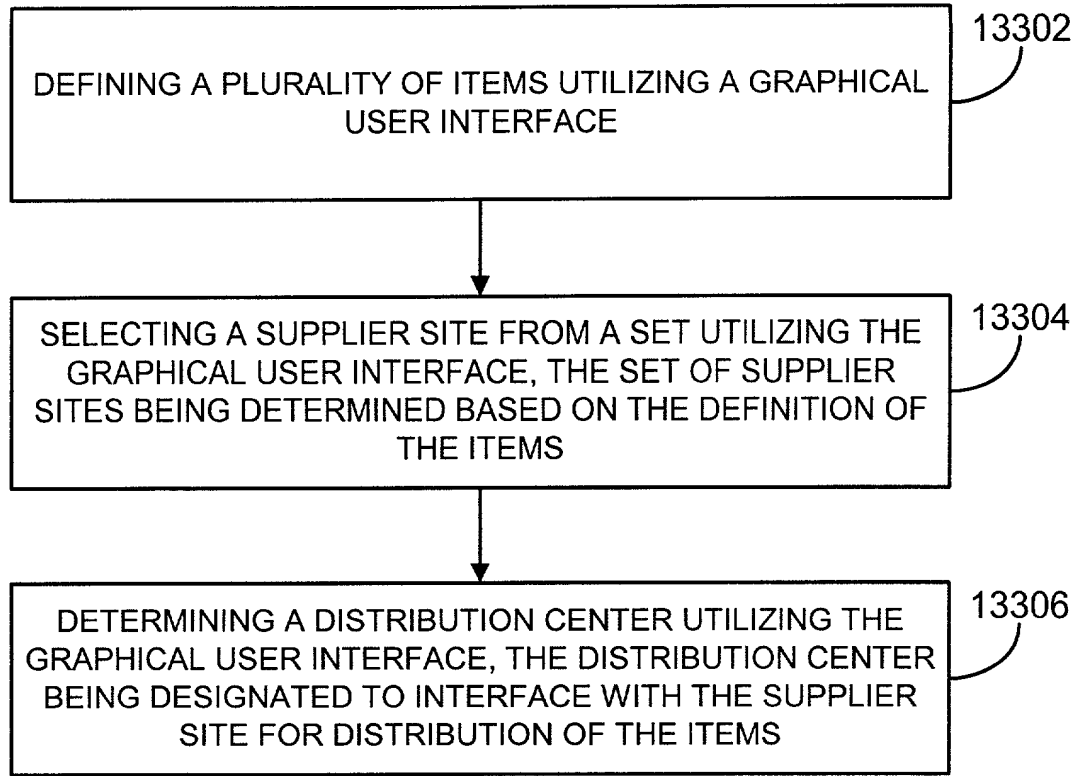 13302
DEFINING A PLURALITY OF ITEMS UTILIZING A GRAPHICAL
USER INTERFACE
13304
SELECTING A SUPPLIER SITE FROM A SET UTILIZING THE
GRAPHICAL USER INTERFACE, THE SET OF SUPPLIER
SITES BEING DETERMINED BASED ON THE DEFINITION OF
THE ITEMS
13306
DETERMINING A DISTRIBUTION CENTER UTILIZING THE
GRAPHICAL USER INTERFACE, THE DISTRIBUTION CENTER
BEING DESIGNATED TO INTERFACE WITH THE SUPPLIER
SITE FOR DISTRIBUTION OF THE ITEMS